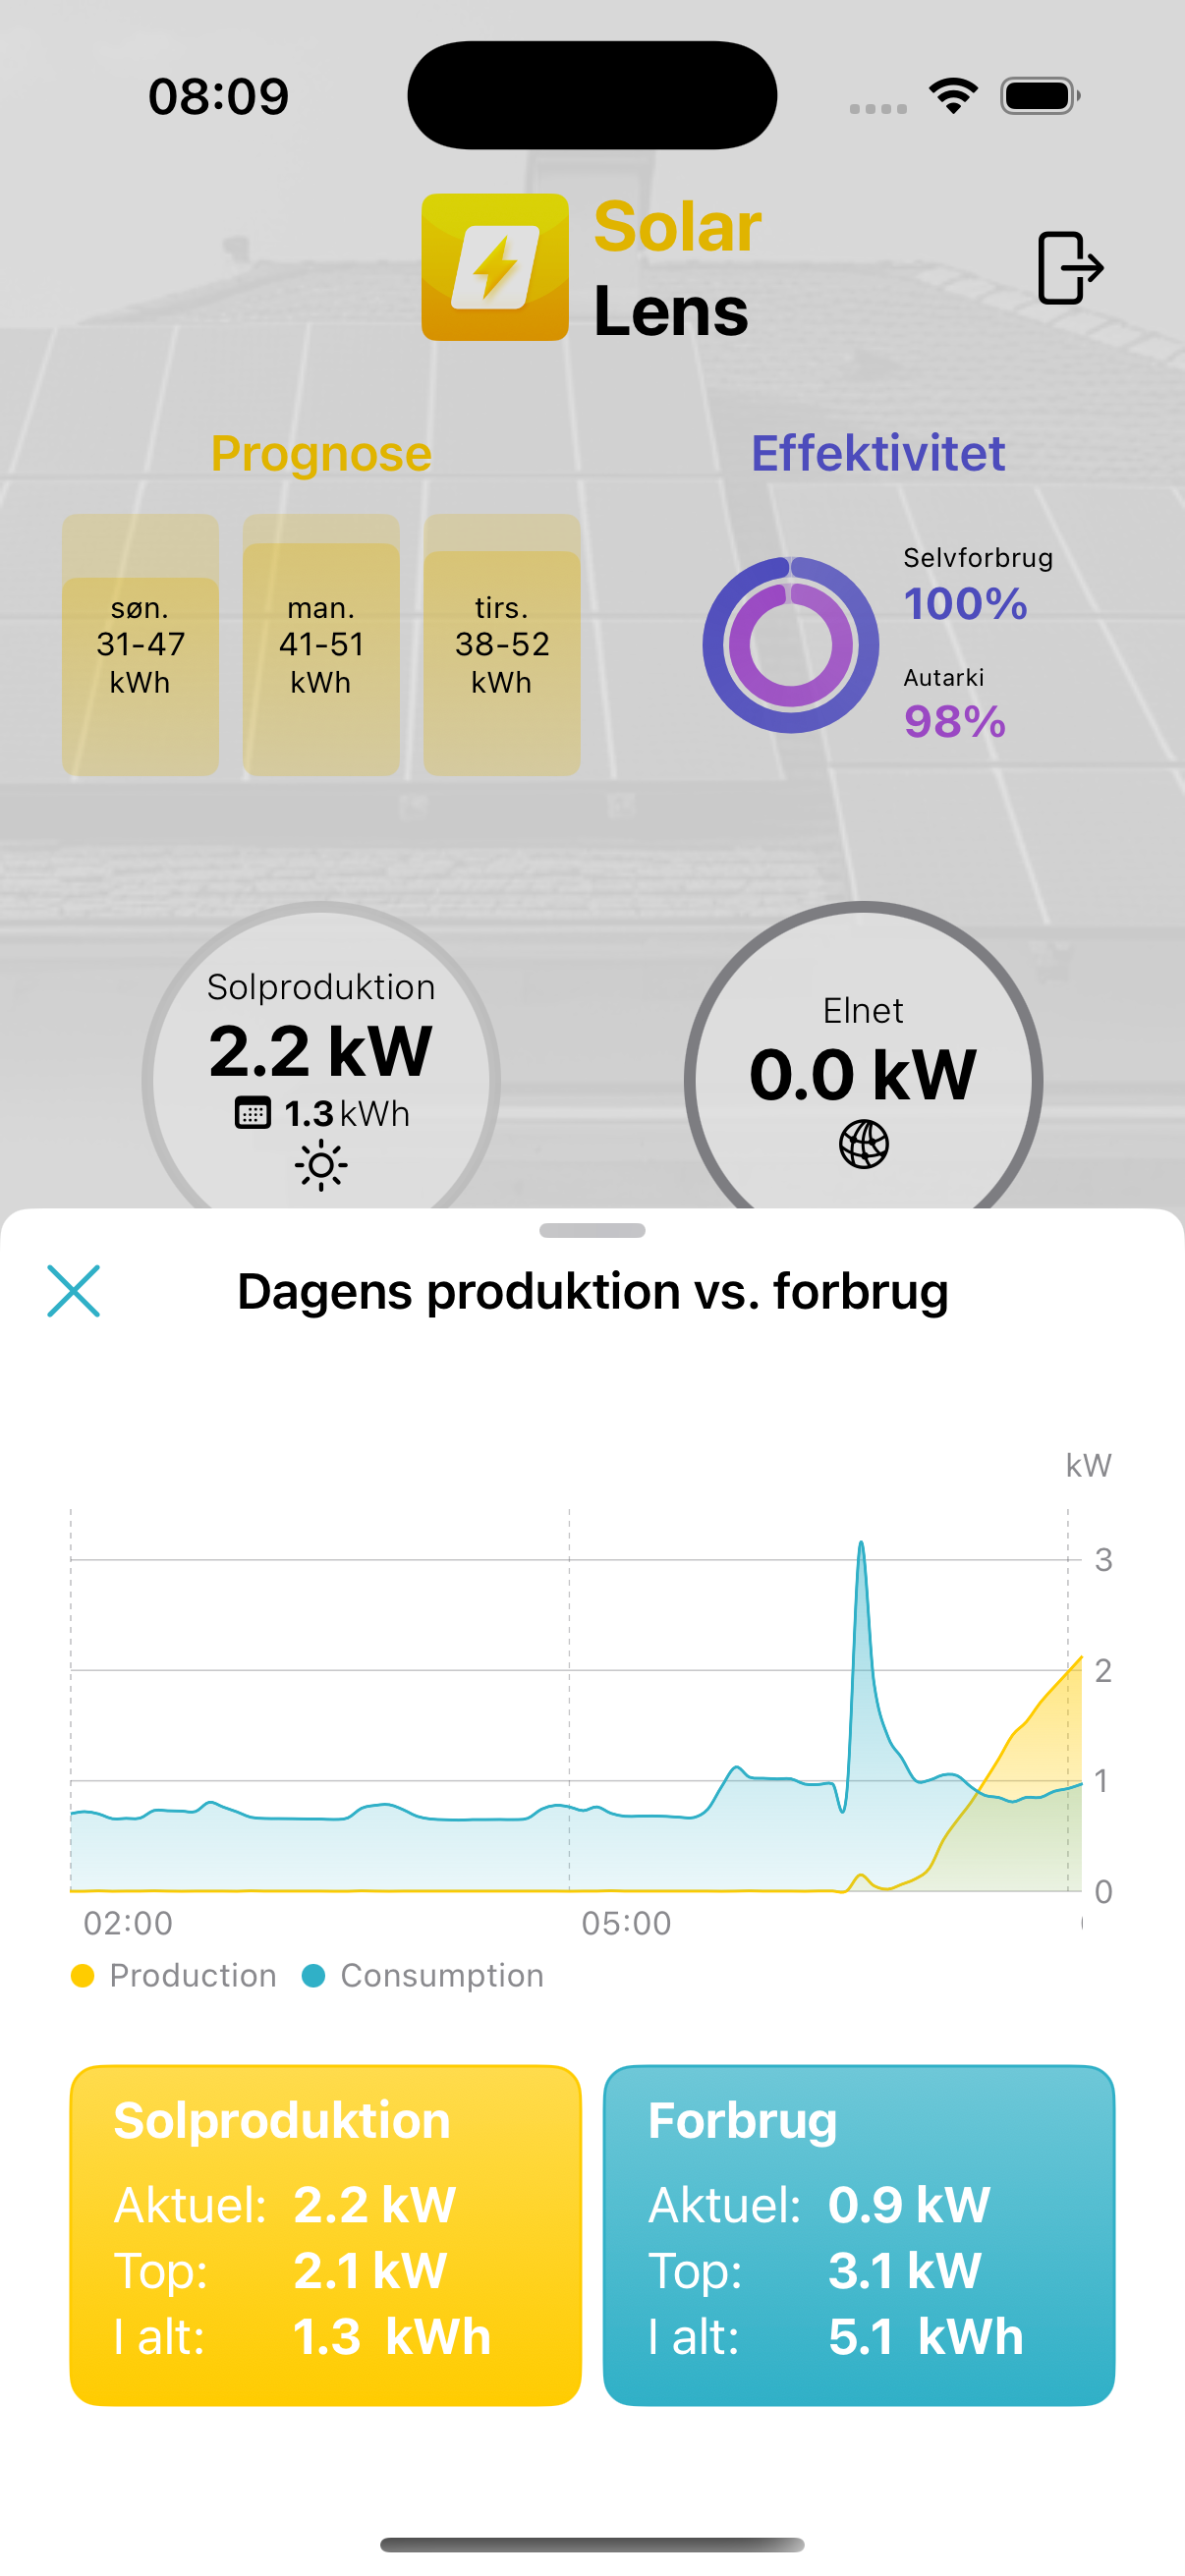 08:09
Solar
Lens
Prognose
Effektivitet
søn.
31-47
kWh
man.
41-51
kWh
tirs.
38-52
kWh
Selvforbrug
100%
Autarki
98%
Solproduktion
2.2 kW
1.3 kWh
Elnet
0.0 kW
Dagens produktion vs. forbrug
kW
3
2
1
0
02:00
05:00
Production
Consumption
Solproduktion
Aktuel: 2.2 kW
Top: 2.1 kW
I alt: 1.3 kWh
Forbrug
Aktuel: 0.9 kW
Top: 3.1 kW
I alt: 5.1 kWh